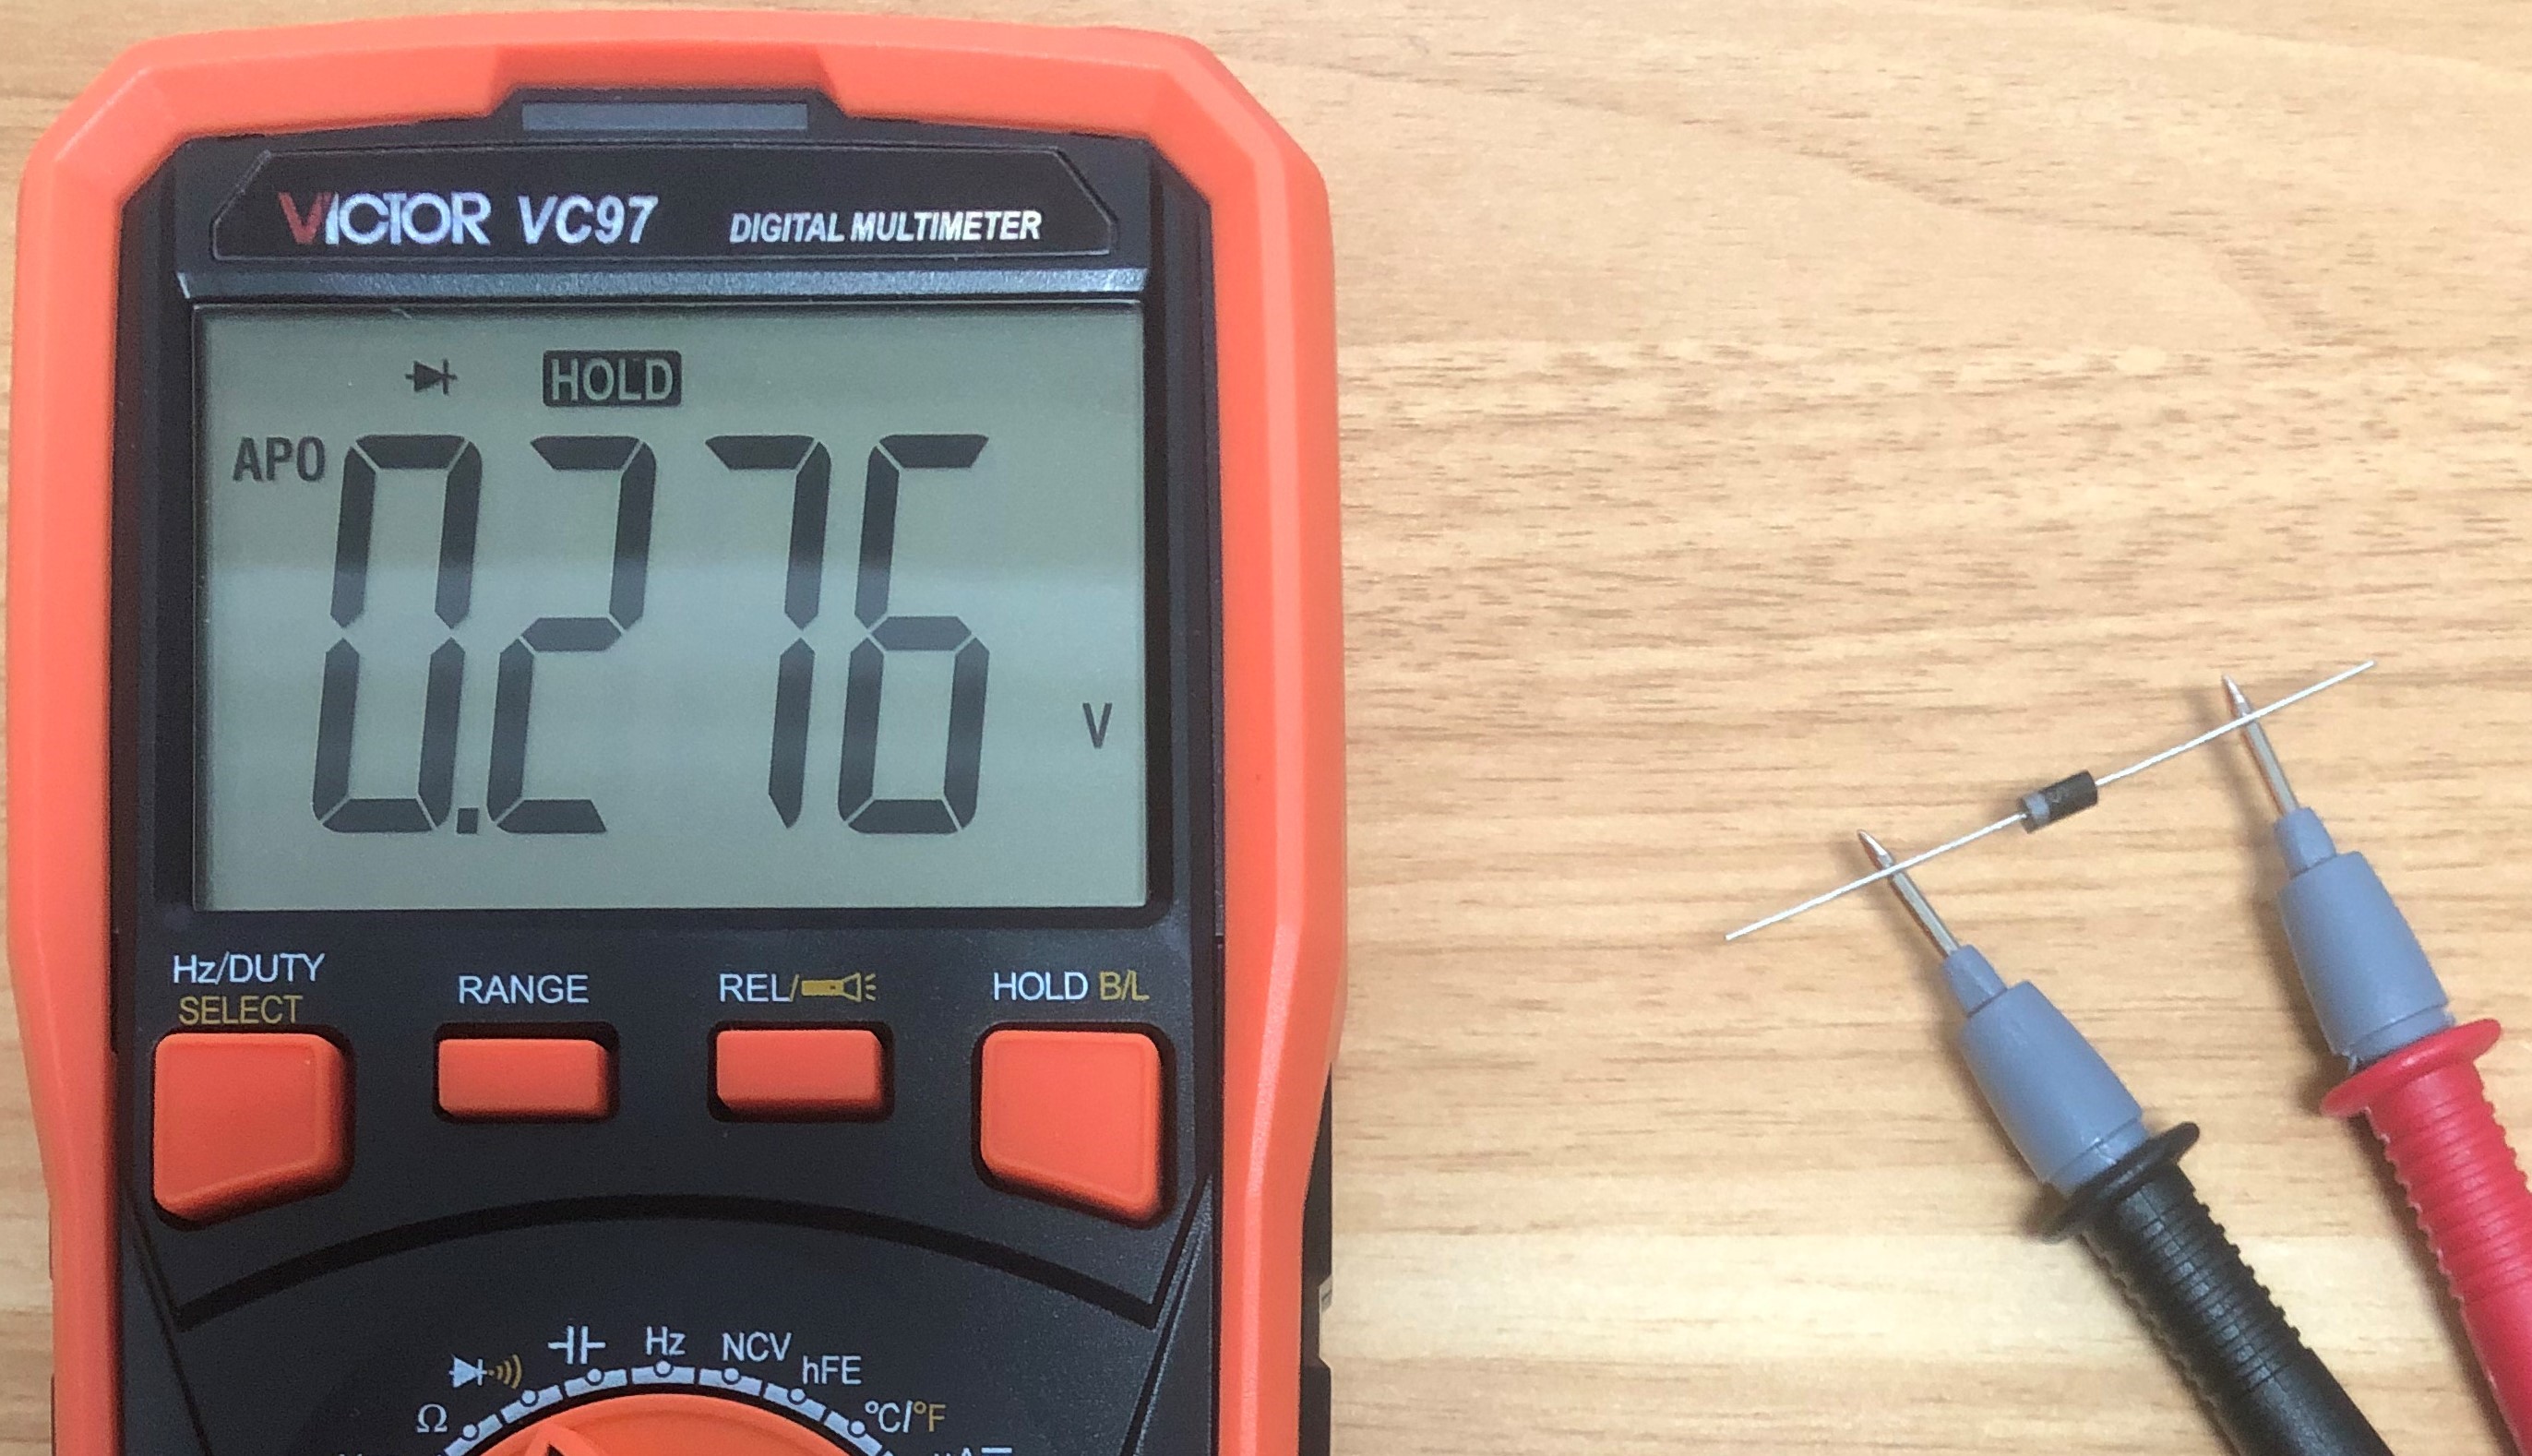 VICTOR VC97 DIGITAL MULTIMETER
HOLD
APO 0.276 V
Hz/DUTY
SELECT
RANGE
REL/
HOLD B/L
Hz
NCV
hFE
Ω
°C/°F